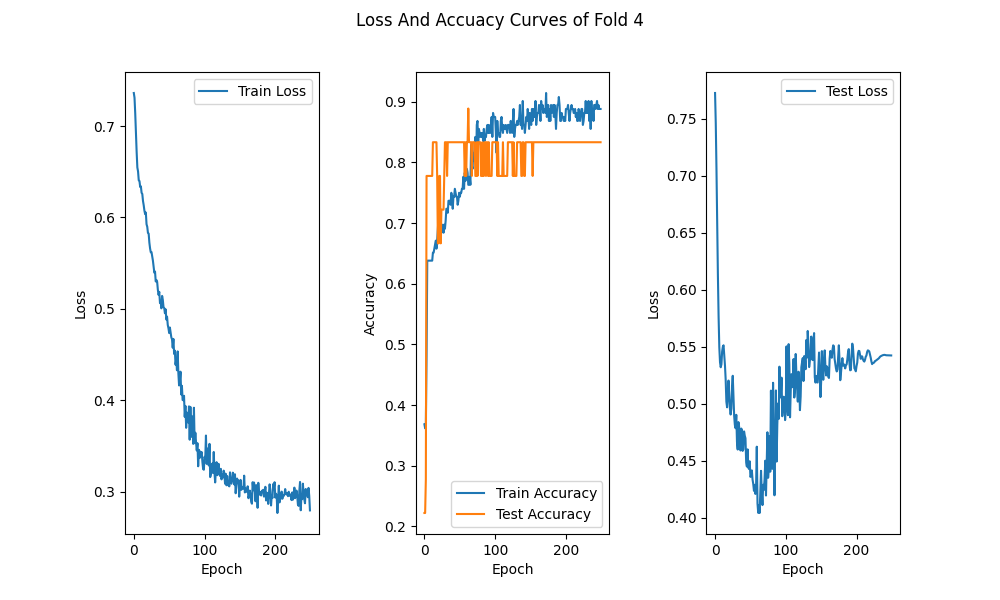 Loss And Accuacy Curves of Fold 4
Train Loss
0.7
0.6
0.5
0.4
0.3
Loss
0
100
200
Epoch
0.9
0.8
0.7
0.6
0.5
0.4
0.3
0.2
Accuracy
Train Accuracy
Test Accuracy
0
100
200
Epoch
Test Loss
0.75
0.70
0.65
0.60
0.55
0.50
0.45
0.40
Loss
0
100
200
Epoch